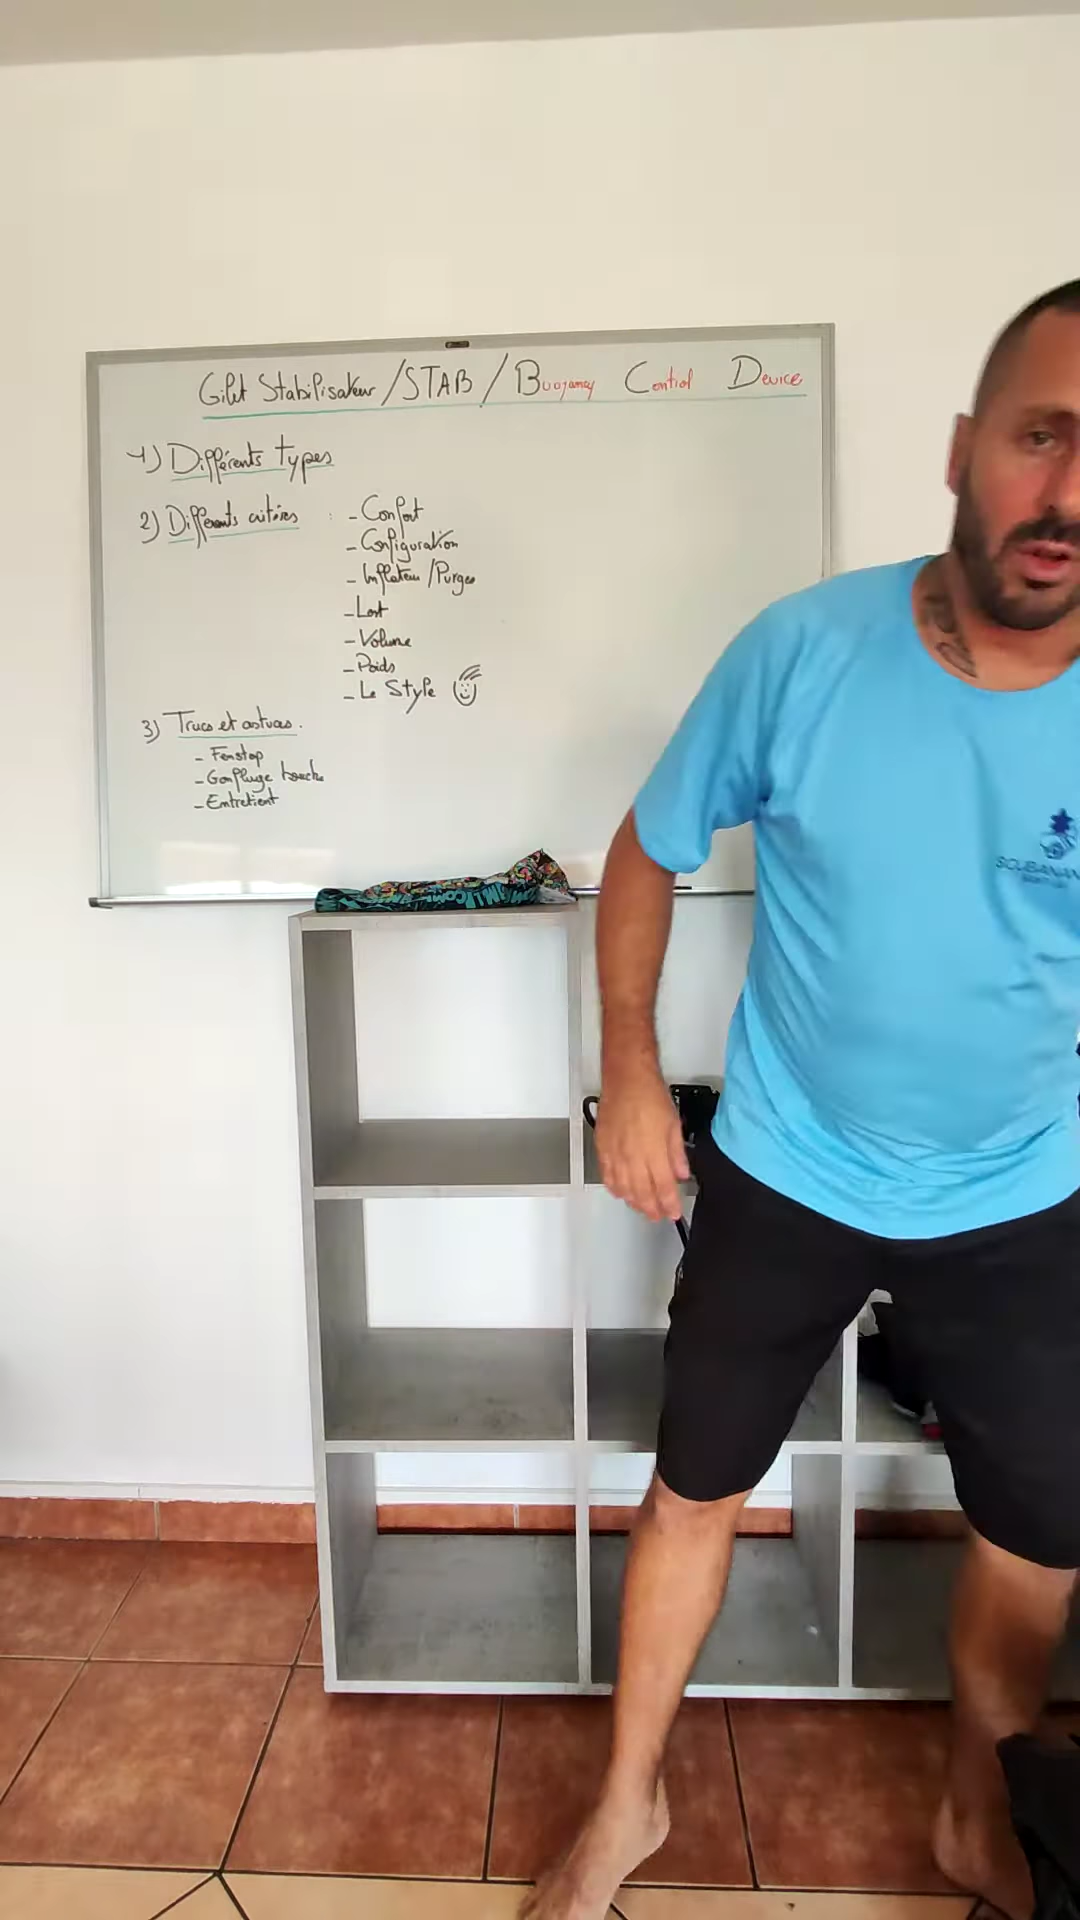 Gilet Stabilisateur / STAB / Buoyancy Control Device
1) Différents types
2) Différents critères :
- Confort
- Configuration
- Inflateur / Purges
- Lest
- Volume
- Poids
- Le Style
3) Trucs et astuces.
- Fenstop
- Gonflage bouche
- Entretient
SCUBANANA